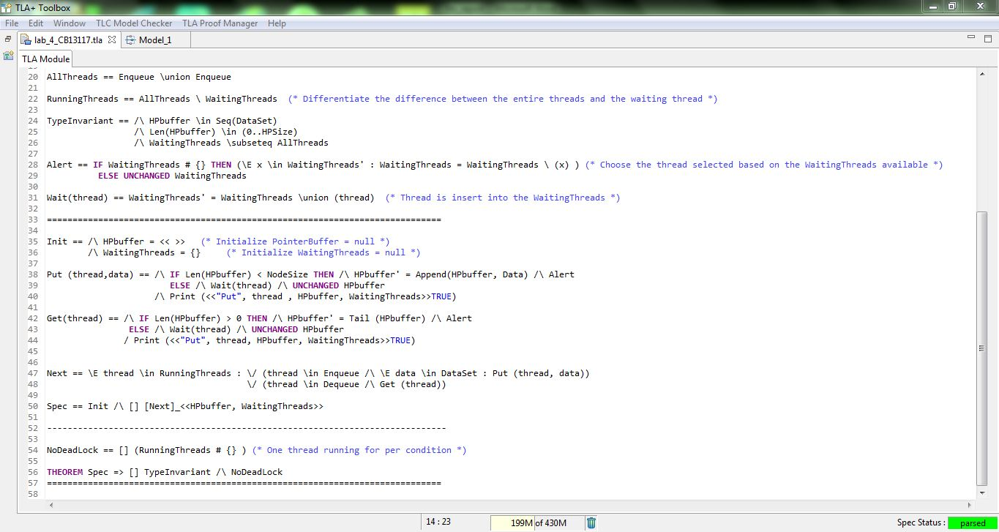 TLA+ Toolbox
File Edit Window TLC Model Checker TLA Proof Manager Help
lab_4_CB13117.tla Model_1
TLA Module
20 AllThreads == Enqueue \union Enqueue
21
22 RunningThreads == AllThreads \ WaitingThreads (* Differentiate the difference between the entire threads and the waiting thread *)
23
24 TypeInvariant == /\ HPbuffer \in Seq(DataSet)
25 /\ Len(HPbuffer) \in (0..HPSize)
26 /\ WaitingThreads \subseteq AllThreads
27
28 Alert == IF WaitingThreads # {} THEN (\E x \in WaitingThreads' : WaitingThreads = WaitingThreads \ (x) ) (* Choose the thread selected based on the WaitingThreads available *)
29 ELSE UNCHANGED WaitingThreads
30
31 Wait(thread) == WaitingThreads' = WaitingThreads \union (thread) (* Thread is insert into the WaitingThreads *)
32
33 =============================================================================
34
35 Init == /\ HPbuffer = << >> (* Initialize PointerBuffer = null *)
36 /\ WaitingThreads = {} (* Initialize WaitingThreads = null *)
37
38 Put (thread,data) == /\ IF Len(HPbuffer) < NodeSize THEN /\ HPbuffer' = Append(HPbuffer, Data) /\ Alert
39 ELSE /\ Wait(thread) /\ UNCHANGED HPbuffer
40 /\ Print (<<"Put", thread , HPbuffer, WaitingThreads>>TRUE)
41
42 Get(thread) == /\ IF Len(HPbuffer) > 0 THEN /\ HPbuffer' = Tail (HPbuffer) /\ Alert
43 ELSE /\ Wait(thread) /\ UNCHANGED HPbuffer
44 / Print (<<"Put", thread, HPbuffer, WaitingThreads>>TRUE)
45
46
47 Next == \E thread \in RunningThreads : \/ (thread \in Enqueue /\ \E data \in DataSet : Put (thread, data))
48 \/ (thread \in Dequeue /\ Get (thread))
49
50 Spec == Init /\ [] [Next]_<<HPbuffer, WaitingThreads>>
51
52 ------------------------------------------------------------------------------
53
54 NoDeadLock == [] (RunningThreads # {} ) (* One thread running for per condition *)
55
56 THEOREM Spec => [] TypeInvariant /\ NoDeadLock
57 =============================================================================
58
14 : 23 199M of 430M Spec Status : parsed